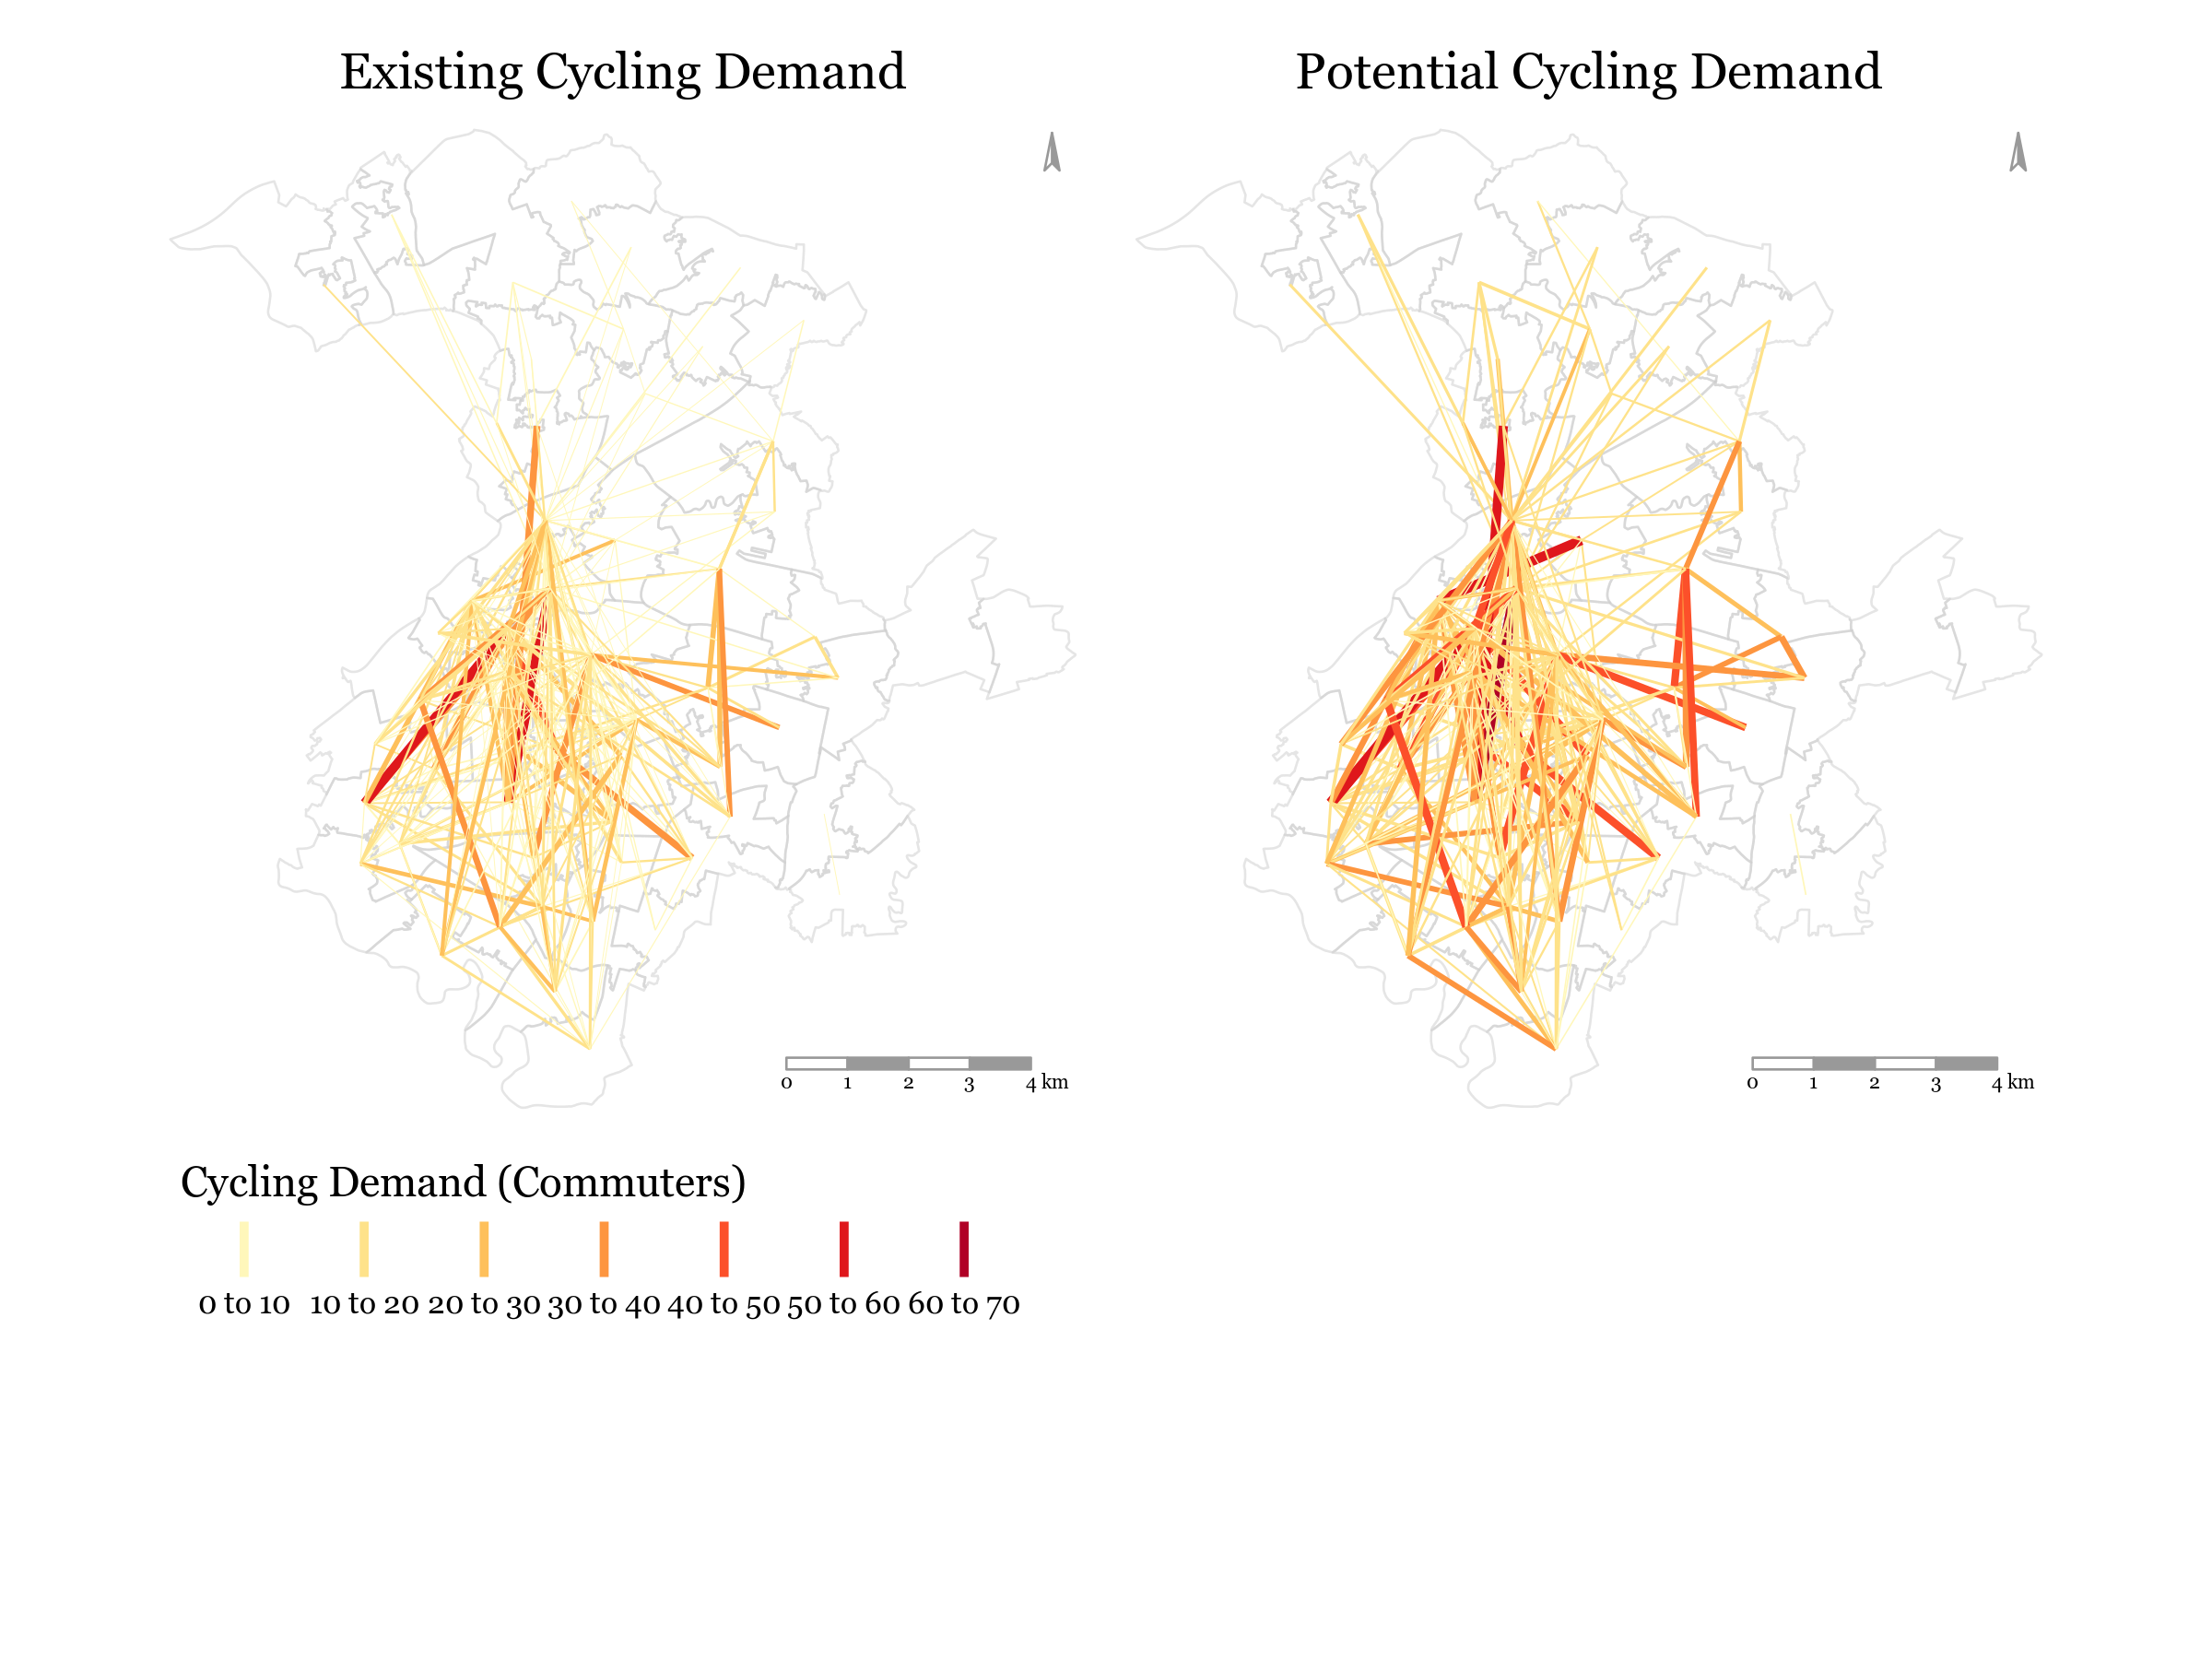 Existing Cycling Demand
Potential Cycling Demand
0 1 2 3 4 km
0 1 2 3 4 km
Cycling Demand (Commuters)
0 to 10 10 to 20 20 to 30 30 to 40 40 to 50 50 to 60 60 to 70